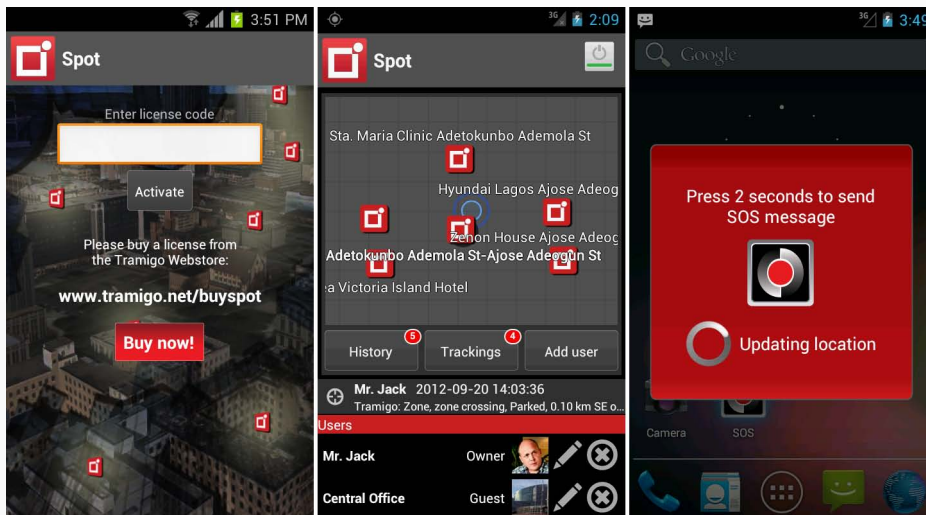 3:51 PM
Spot
Enter license code
Activate
Please buy a license from
the Tramigo Webstore:
www.tramigo.net/buyspot
Buy now!
3G 2:09
Spot
Sta. Maria Clinic Adetokunbo Ademola St
Hyundai Lagos Ajose Adeog
Zenon House Ajose Adeog
Adetokunbo Ademola St-Ajose Adeogun St
ea Victoria Island Hotel
History 5
Trackings 4
Add user
Mr. Jack 2012-09-20 14:03:36
Tramigo: Zone, zone crossing, Parked, 0.10 km SE o...
Users
Mr. Jack Owner
Central Office Guest
3G 3:49
Google
Press 2 seconds to send
SOS message
Updating location
Camera
SOS